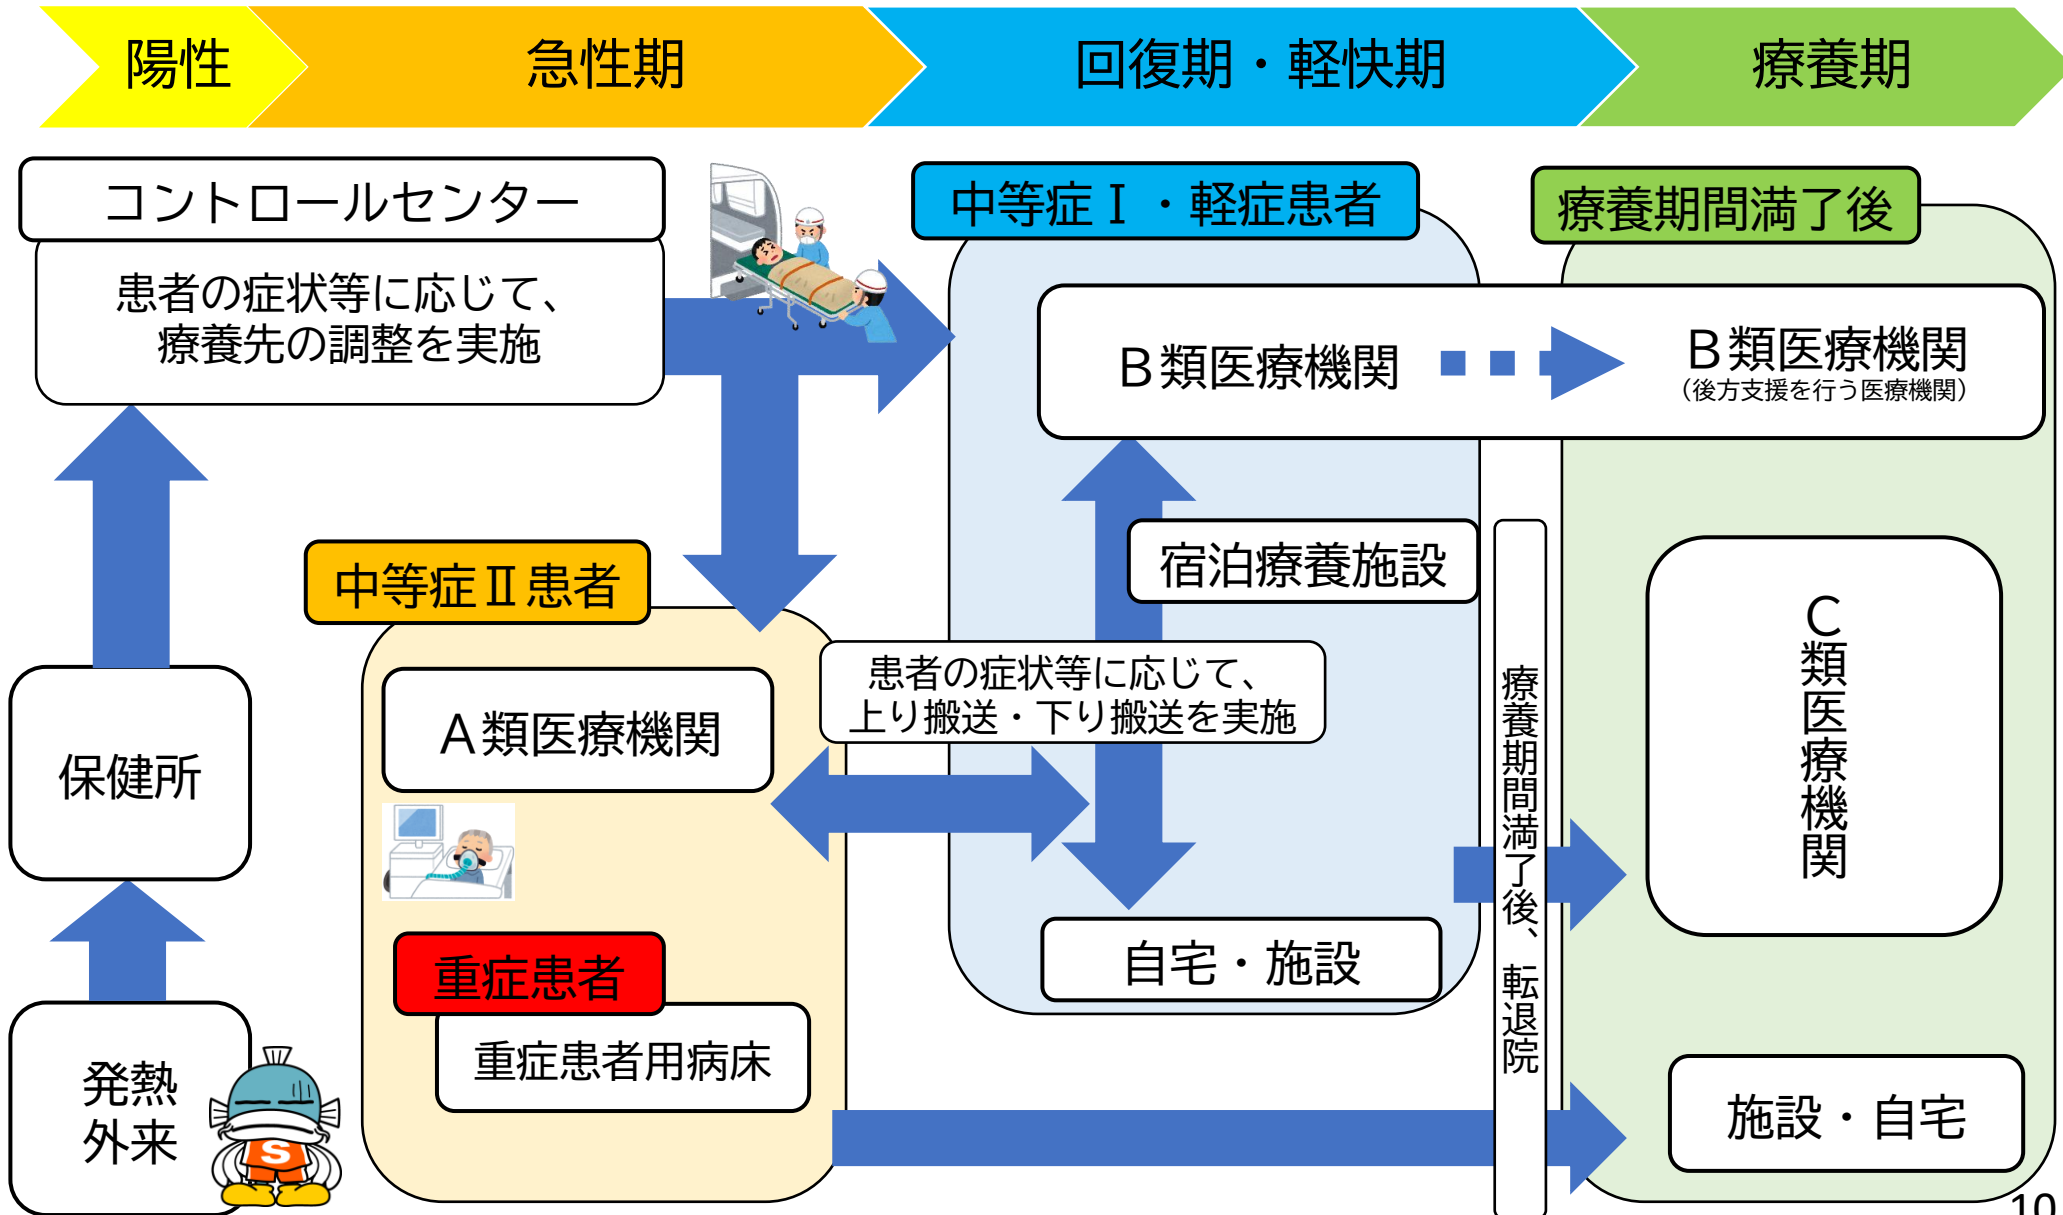 陽性
急性期
回復期・軽快期
療養期
コントロールセンター
患者の症状等に応じて、
療養先の調整を実施
保健所
発熱
外来
S
中等症Ⅱ患者
A類医療機関
重症患者
重症患者用病床
患者の症状等に応じて、
上り搬送・下り搬送を実施
中等症Ⅰ・軽症患者
B類医療機関
宿泊療養施設
自宅・施設
療養期間満了後、転退院
療養期間満了後
B類医療機関
（後方支援を行う医療機関）
C類医療機関
施設・自宅
10